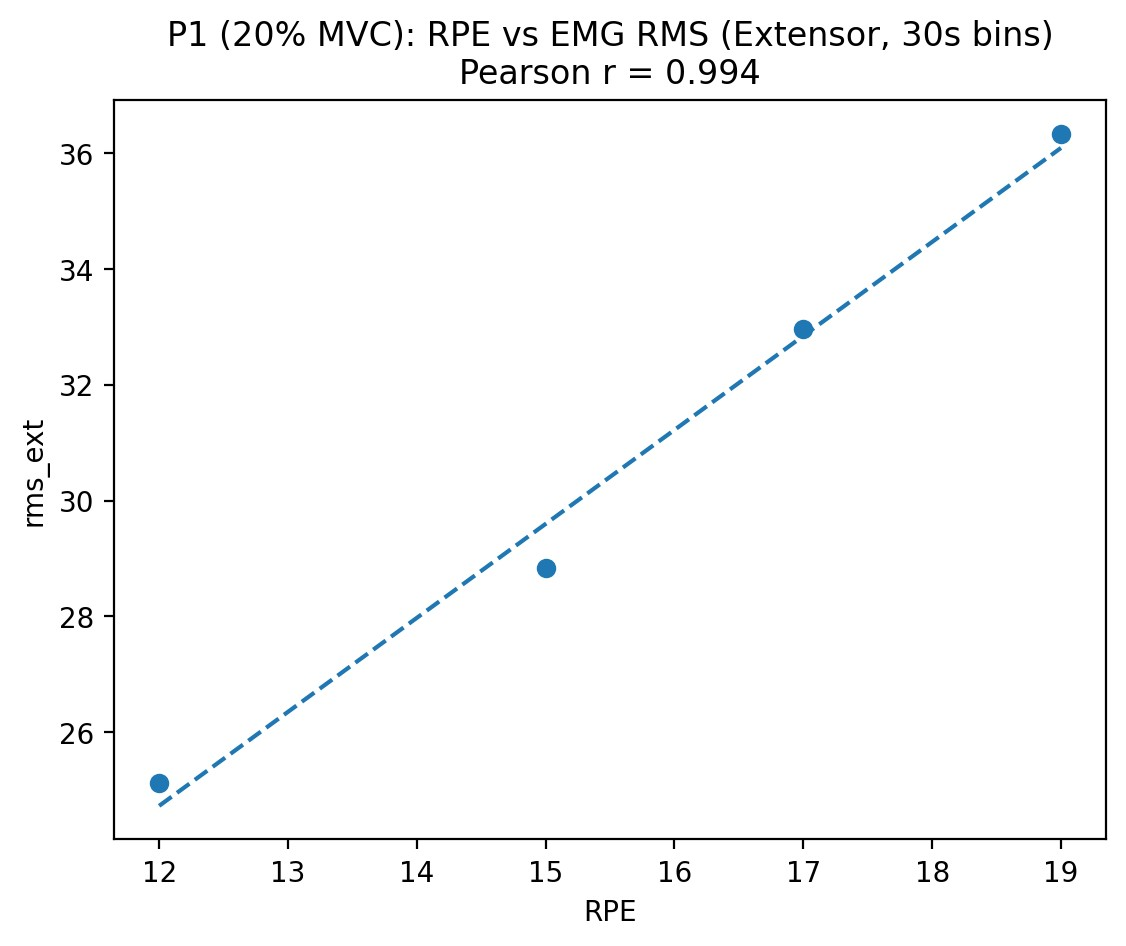 P1 (20% MVC): RPE vs EMG RMS (Extensor, 30s bins)
Pearson r = 0.994
36
34
32
30
28
26
rms_ext
12 13 14 15 16 17 18 19
RPE